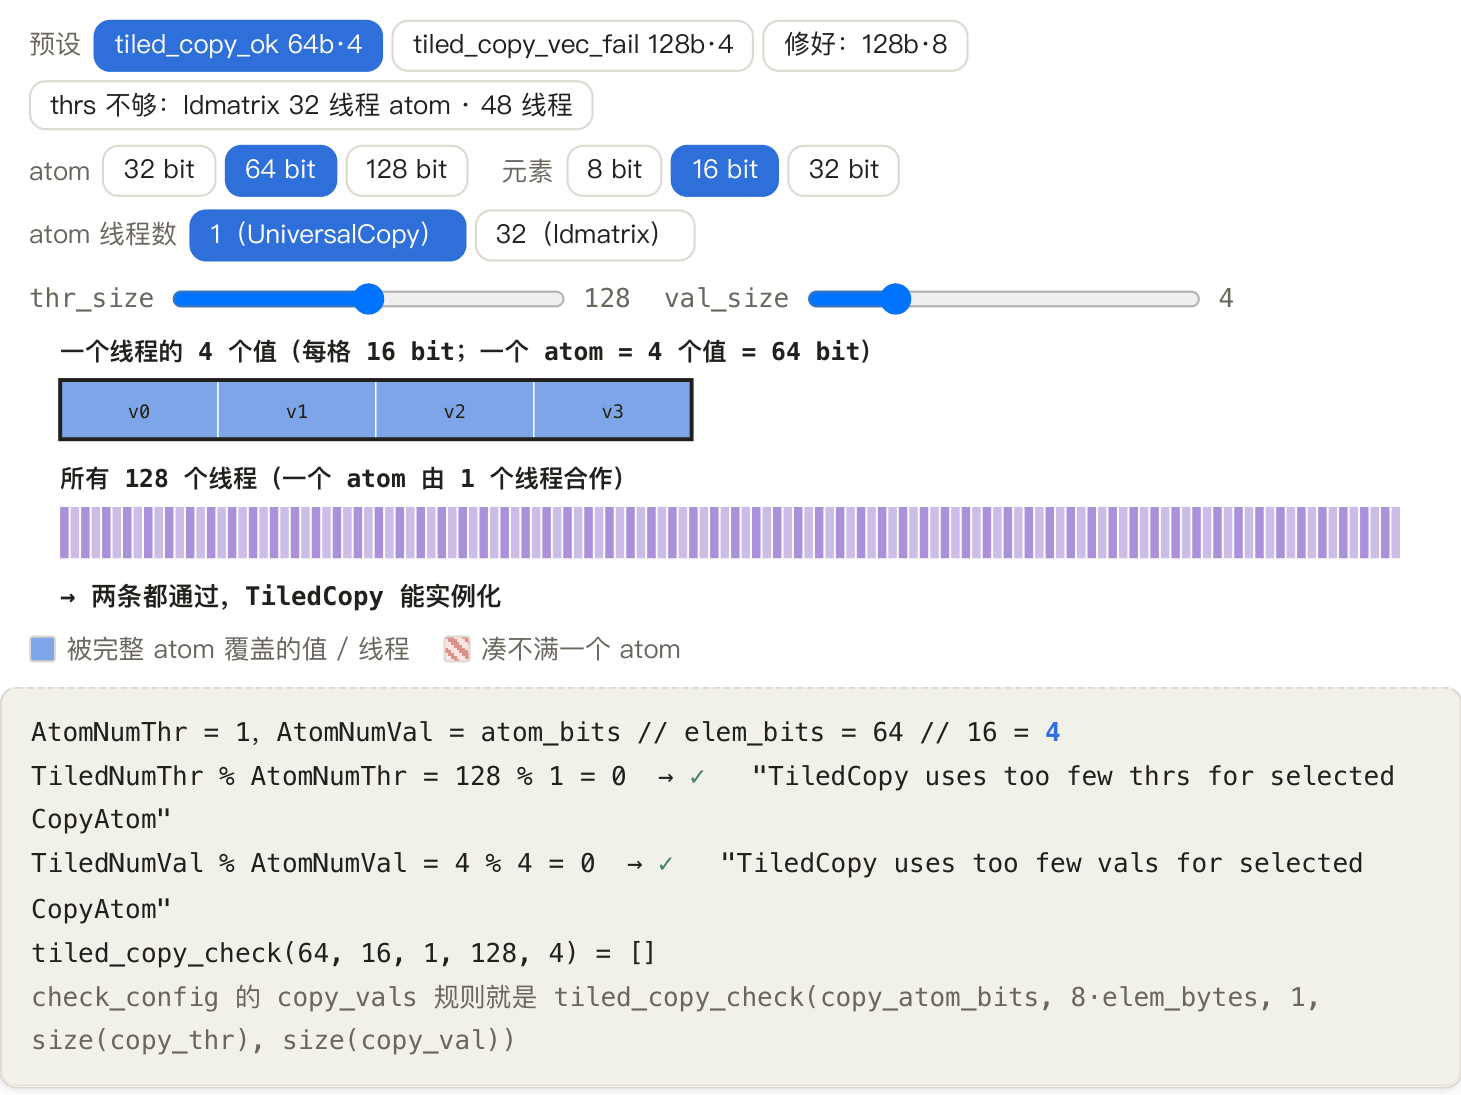 预设 tiled_copy_ok 64b·4 tiled_copy_vec_fail 128b·4 修好：128b·8
thrs 不够：ldmatrix 32 线程 atom · 48 线程
atom 32 bit 64 bit 128 bit 元素 8 bit 16 bit 32 bit
atom 线程数 1（UniversalCopy） 32（ldmatrix）
thr_size 128 val_size 4
一个线程的 4 个值（每格 16 bit；一个 atom = 4 个值 = 64 bit）
v0 v1 v2 v3
所有 128 个线程（一个 atom 由 1 个线程合作）
→ 两条都通过，TiledCopy 能实例化
被完整 atom 覆盖的值 / 线程 凑不满一个 atom
AtomNumThr = 1，AtomNumVal = atom_bits // elem_bits = 64 // 16 = 4
TiledNumThr % AtomNumThr = 128 % 1 = 0 → ✓ "TiledCopy uses too few thrs for selected
CopyAtom"
TiledNumVal % AtomNumVal = 4 % 4 = 0 → ✓ "TiledCopy uses too few vals for selected
CopyAtom"
tiled_copy_check(64, 16, 1, 128, 4) = []
check_config 的 copy_vals 规则就是 tiled_copy_check(copy_atom_bits, 8·elem_bytes, 1,
size(copy_thr), size(copy_val))